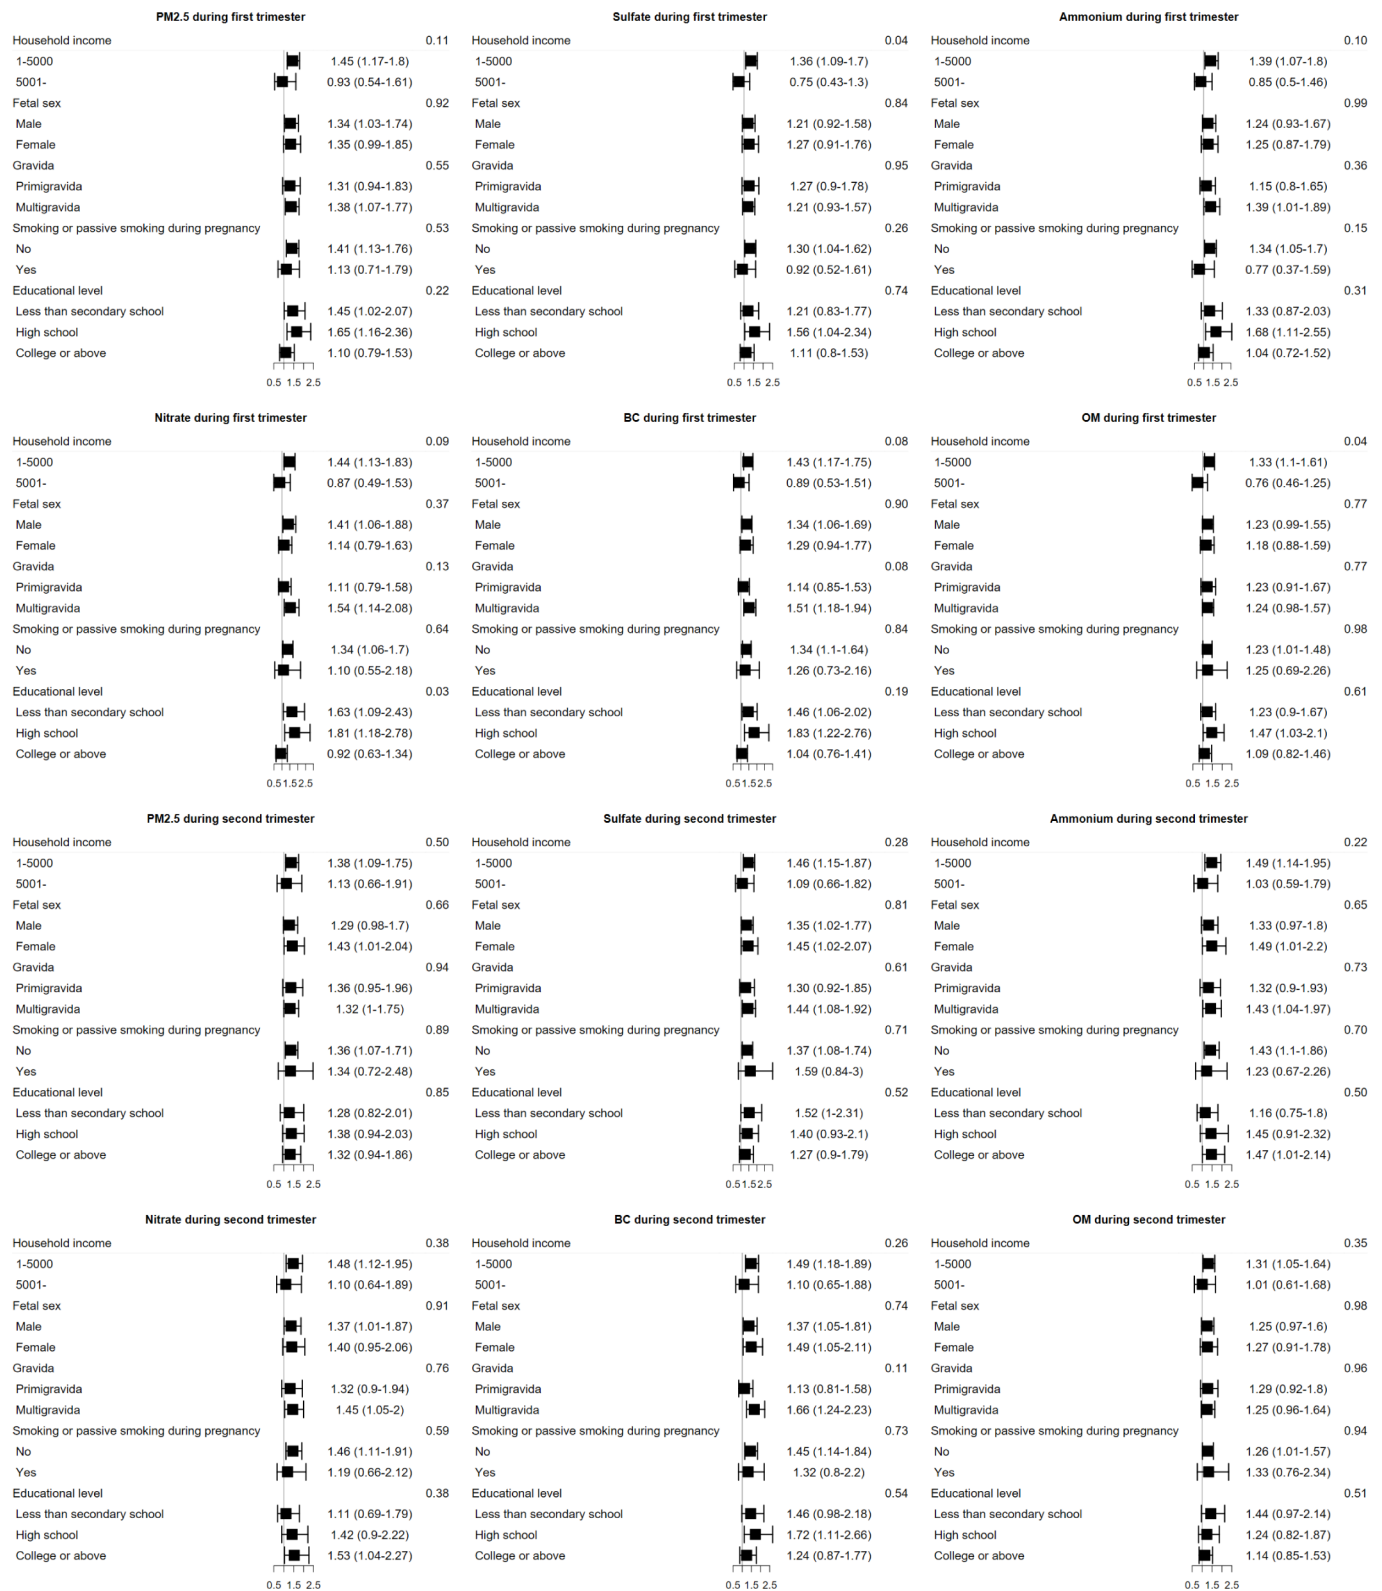 PM2.5 during first trimester
Household income 0.11
1-5000 1.45 (1.17-1.8)
5001- 0.93 (0.54-1.61)
Fetal sex 0.92
Male 1.34 (1.03-1.74)
Female 1.35 (0.99-1.85)
Gravida 0.55
Primigravida 1.31 (0.94-1.83)
Multigravida 1.38 (1.07-1.77)
Smoking or passive smoking during pregnancy 0.53
No 1.41 (1.13-1.76)
Yes 1.13 (0.71-1.79)
Educational level 0.22
Less than secondary school 1.45 (1.02-2.07)
High school 1.65 (1.16-2.36)
College or above 1.10 (0.79-1.53)
0.5 1.5 2.5
Sulfate during first trimester
Household income 0.04
1-5000 1.36 (1.09-1.7)
5001- 0.75 (0.43-1.3)
Fetal sex 0.84
Male 1.21 (0.92-1.58)
Female 1.27 (0.91-1.76)
Gravida 0.95
Primigravida 1.27 (0.9-1.78)
Multigravida 1.21 (0.93-1.57)
Smoking or passive smoking during pregnancy 0.26
No 1.30 (1.04-1.62)
Yes 0.92 (0.52-1.61)
Educational level 0.74
Less than secondary school 1.21 (0.83-1.77)
High school 1.56 (1.04-2.34)
College or above 1.11 (0.8-1.53)
0.5 1.5 2.5
Ammonium during first trimester
Household income 0.10
1-5000 1.39 (1.07-1.8)
5001- 0.85 (0.5-1.46)
Fetal sex 0.99
Male 1.24 (0.93-1.67)
Female 1.25 (0.87-1.79)
Gravida 0.36
Primigravida 1.15 (0.8-1.65)
Multigravida 1.39 (1.01-1.89)
Smoking or passive smoking during pregnancy 0.15
No 1.34 (1.05-1.7)
Yes 0.77 (0.37-1.59)
Educational level 0.31
Less than secondary school 1.33 (0.87-2.03)
High school 1.68 (1.11-2.55)
College or above 1.04 (0.72-1.52)
0.5 1.5 2.5
Nitrate during first trimester
Household income 0.09
1-5000 1.44 (1.13-1.83)
5001- 0.87 (0.49-1.53)
Fetal sex 0.37
Male 1.41 (1.06-1.88)
Female 1.14 (0.79-1.63)
Gravida 0.13
Primigravida 1.11 (0.79-1.58)
Multigravida 1.54 (1.14-2.08)
Smoking or passive smoking during pregnancy 0.64
No 1.34 (1.06-1.7)
Yes 1.10 (0.55-2.18)
Educational level 0.03
Less than secondary school 1.63 (1.09-2.43)
High school 1.81 (1.18-2.78)
College or above 0.92 (0.63-1.34)
0.5 1.5 2.5
BC during first trimester
Household income 0.08
1-5000 1.43 (1.17-1.75)
5001- 0.89 (0.53-1.51)
Fetal sex 0.90
Male 1.34 (1.06-1.69)
Female 1.29 (0.94-1.77)
Gravida 0.08
Primigravida 1.14 (0.85-1.53)
Multigravida 1.51 (1.18-1.94)
Smoking or passive smoking during pregnancy 0.84
No 1.34 (1.1-1.64)
Yes 1.26 (0.73-2.16)
Educational level 0.19
Less than secondary school 1.46 (1.06-2.02)
High school 1.83 (1.22-2.76)
College or above 1.04 (0.76-1.41)
0.5 1.5 2.5
OM during first trimester
Household income 0.04
1-5000 1.33 (1.1-1.61)
5001- 0.76 (0.46-1.25)
Fetal sex 0.77
Male 1.23 (0.99-1.55)
Female 1.18 (0.88-1.59)
Gravida 0.77
Primigravida 1.23 (0.91-1.67)
Multigravida 1.24 (0.98-1.57)
Smoking or passive smoking during pregnancy 0.98
No 1.23 (1.01-1.48)
Yes 1.25 (0.69-2.26)
Educational level 0.61
Less than secondary school 1.23 (0.9-1.67)
High school 1.47 (1.03-2.1)
College or above 1.09 (0.82-1.46)
0.5 1.5 2.5
PM2.5 during second trimester
Household income 0.50
1-5000 1.38 (1.09-1.75)
5001- 1.13 (0.66-1.91)
Fetal sex 0.66
Male 1.29 (0.98-1.7)
Female 1.43 (1.01-2.04)
Gravida 0.94
Primigravida 1.36 (0.95-1.96)
Multigravida 1.32 (1-1.75)
Smoking or passive smoking during pregnancy 0.89
No 1.36 (1.07-1.71)
Yes 1.34 (0.72-2.48)
Educational level 0.85
Less than secondary school 1.28 (0.82-2.01)
High school 1.38 (0.94-2.03)
College or above 1.32 (0.94-1.86)
0.5 1.5 2.5
Sulfate during second trimester
Household income 0.28
1-5000 1.46 (1.15-1.87)
5001- 1.09 (0.66-1.82)
Fetal sex 0.81
Male 1.35 (1.02-1.77)
Female 1.45 (1.02-2.07)
Gravida 0.61
Primigravida 1.30 (0.92-1.85)
Multigravida 1.44 (1.08-1.92)
Smoking or passive smoking during pregnancy 0.71
No 1.37 (1.08-1.74)
Yes 1.59 (0.84-3)
Educational level 0.52
Less than secondary school 1.52 (1-2.31)
High school 1.40 (0.93-2.1)
College or above 1.27 (0.9-1.79)
0.5 1.5 2.5
Ammonium during second trimester
Household income 0.22
1-5000 1.49 (1.14-1.95)
5001- 1.03 (0.59-1.79)
Fetal sex 0.65
Male 1.33 (0.97-1.8)
Female 1.49 (1.01-2.2)
Gravida 0.73
Primigravida 1.32 (0.9-1.93)
Multigravida 1.43 (1.04-1.97)
Smoking or passive smoking during pregnancy 0.70
No 1.43 (1.1-1.86)
Yes 1.23 (0.67-2.26)
Educational level 0.50
Less than secondary school 1.16 (0.75-1.8)
High school 1.45 (0.91-2.32)
College or above 1.47 (1.01-2.14)
0.5 1.5 2.5
Nitrate during second trimester
Household income 0.38
1-5000 1.48 (1.12-1.95)
5001- 1.10 (0.64-1.89)
Fetal sex 0.91
Male 1.37 (1.01-1.87)
Female 1.40 (0.95-2.06)
Gravida 0.76
Primigravida 1.32 (0.9-1.94)
Multigravida 1.45 (1.05-2)
Smoking or passive smoking during pregnancy 0.59
No 1.46 (1.11-1.91)
Yes 1.19 (0.66-2.12)
Educational level 0.38
Less than secondary school 1.11 (0.69-1.79)
High school 1.42 (0.9-2.22)
College or above 1.53 (1.04-2.27)
0.5 1.5 2.5
BC during second trimester
Household income 0.26
1-5000 1.49 (1.18-1.89)
5001- 1.10 (0.65-1.88)
Fetal sex 0.74
Male 1.37 (1.05-1.81)
Female 1.49 (1.05-2.11)
Gravida 0.11
Primigravida 1.13 (0.81-1.58)
Multigravida 1.66 (1.24-2.23)
Smoking or passive smoking during pregnancy 0.73
No 1.45 (1.14-1.84)
Yes 1.32 (0.8-2.2)
Educational level 0.54
Less than secondary school 1.46 (0.98-2.18)
High school 1.72 (1.11-2.66)
College or above 1.24 (0.87-1.77)
0.5 1.5 2.5
OM during second trimester
Household income 0.35
1-5000 1.31 (1.05-1.64)
5001- 1.01 (0.61-1.68)
Fetal sex 0.98
Male 1.25 (0.97-1.6)
Female 1.27 (0.91-1.78)
Gravida 0.96
Primigravida 1.29 (0.92-1.8)
Multigravida 1.25 (0.96-1.64)
Smoking or passive smoking during pregnancy 0.94
No 1.26 (1.01-1.57)
Yes 1.33 (0.76-2.34)
Educational level 0.51
Less than secondary school 1.44 (0.97-2.14)
High school 1.24 (0.82-1.87)
College or above 1.14 (0.85-1.53)
0.5 1.5 2.5